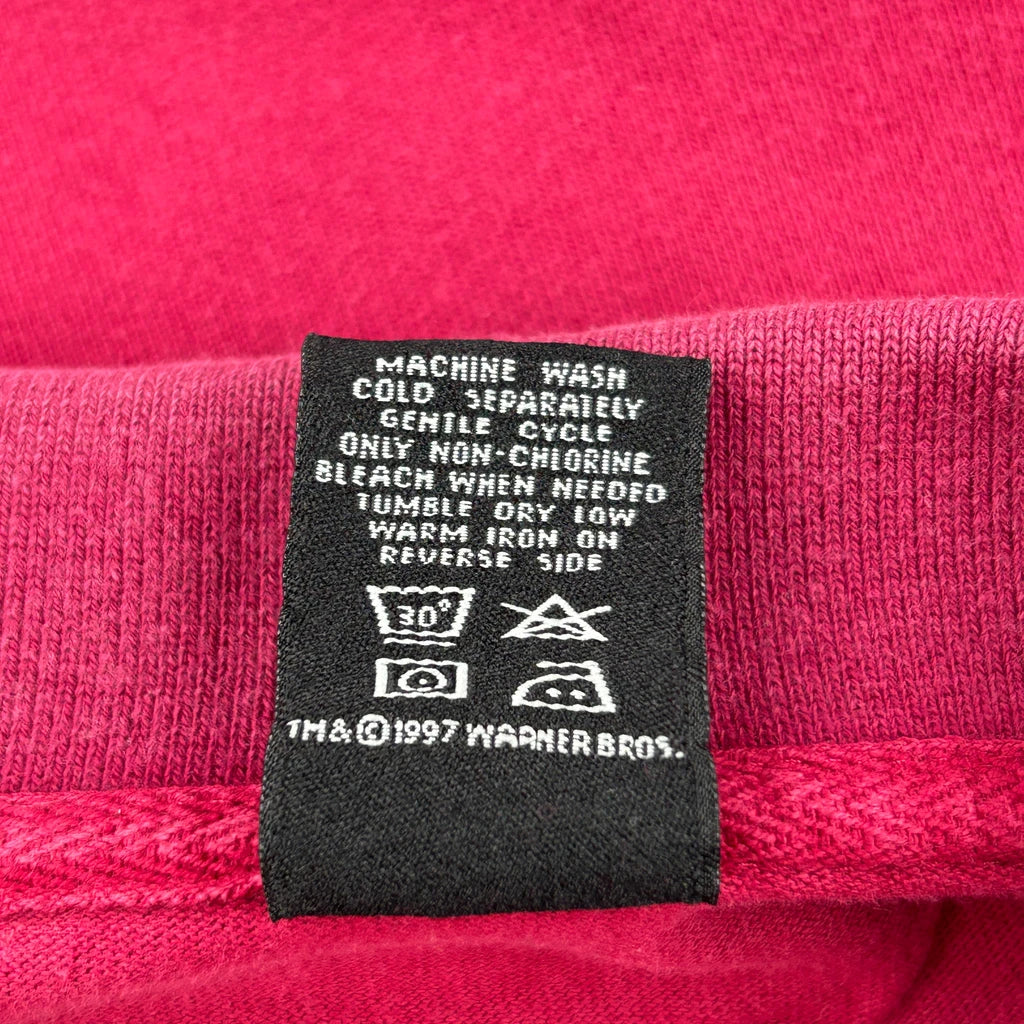 MACHINE WASH
COLD SEPARATELY
GENTLE CYCLE
ONLY NON-CHLORINE
BLEACH WHEN NEEDED
TUMBLE DRY LOW
WARM IRON ON
REVERSE SIDE
30°
TM & © 1997 WARNER BROS.